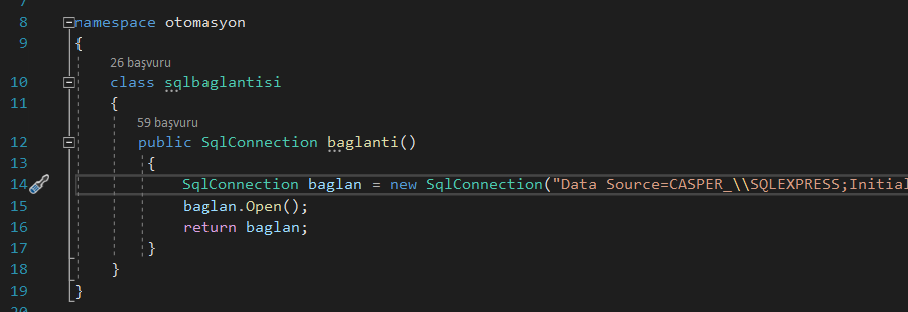 8 namespace otomasyon
9 {
26 başvuru
10 class sqlbaglantisi
11 {
59 başvuru
12 public SqlConnection baglanti()
13 {
14 SqlConnection baglan = new SqlConnection("Data Source=CASPER_\\SQLEXPRESS;Initial
15 baglan.Open();
16 return baglan;
17 }
18 }
19 }